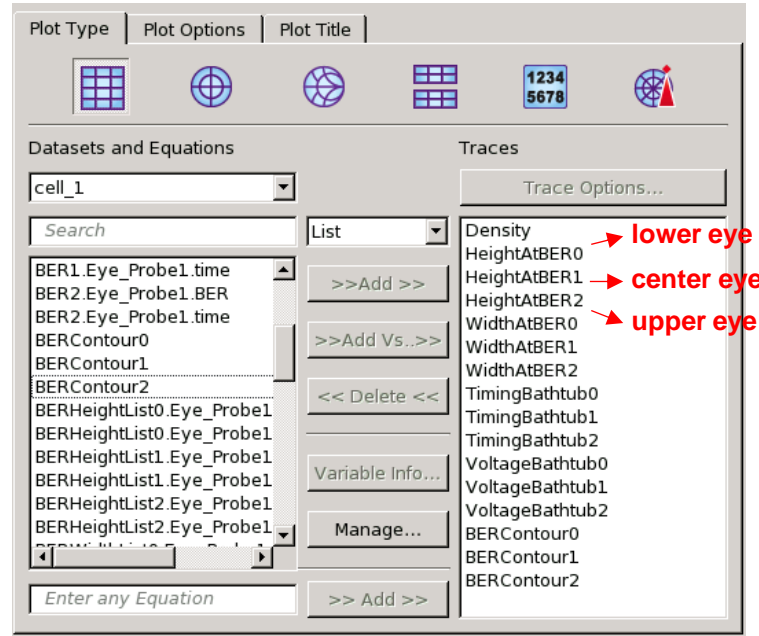 Plot Type
Plot Options
Plot Title
1234
5678
Datasets and Equations
Traces
cell_1
Trace Options...
Search
List
BER1.Eye_Probe1.time
BER2.Eye_Probe1.BER
BER2.Eye_Probe1.time
BERContour0
BERContour1
BERContour2
BERHeightList0.Eye_Probe1
BERHeightList0.Eye_Probe1
BERHeightList1.Eye_Probe1
BERHeightList1.Eye_Probe1
BERHeightList2.Eye_Probe1
BERHeightList2.Eye_Probe1
>>Add >>
>>Add Vs..>>
<< Delete <<
Variable Info...
Manage...
Density
HeightAtBER0
HeightAtBER1
HeightAtBER2
WidthAtBER0
WidthAtBER1
WidthAtBER2
TimingBathtub0
TimingBathtub1
TimingBathtub2
VoltageBathtub0
VoltageBathtub1
VoltageBathtub2
BERContour0
BERContour1
BERContour2
lower eye
center eye
upper eye
Enter any Equation
>> Add >>